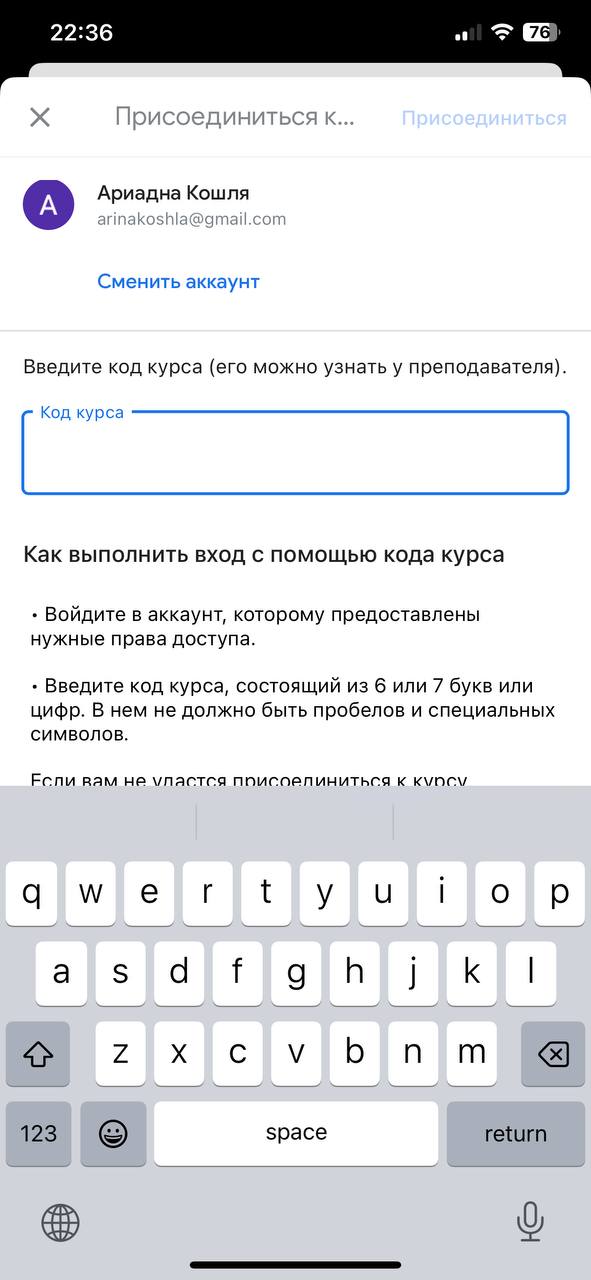 22:36
76
Присоединиться к...
Присоединиться
A
Ариадна Кошля
arinakoshla@gmail.com
Сменить аккаунт
Введите код курса (его можно узнать у преподавателя).
Код курса
Как выполнить вход с помощью кода курса
• Войдите в аккаунт, которому предоставлены
нужные права доступа.
• Введите код курса, состоящий из 6 или 7 букв или
цифр. В нем не должно быть пробелов и специальных
символов.
Если вам не удастся присоединиться к курсу
q w e r t y u i o p
a s d f g h j k l
z x c v b n m
123 space return